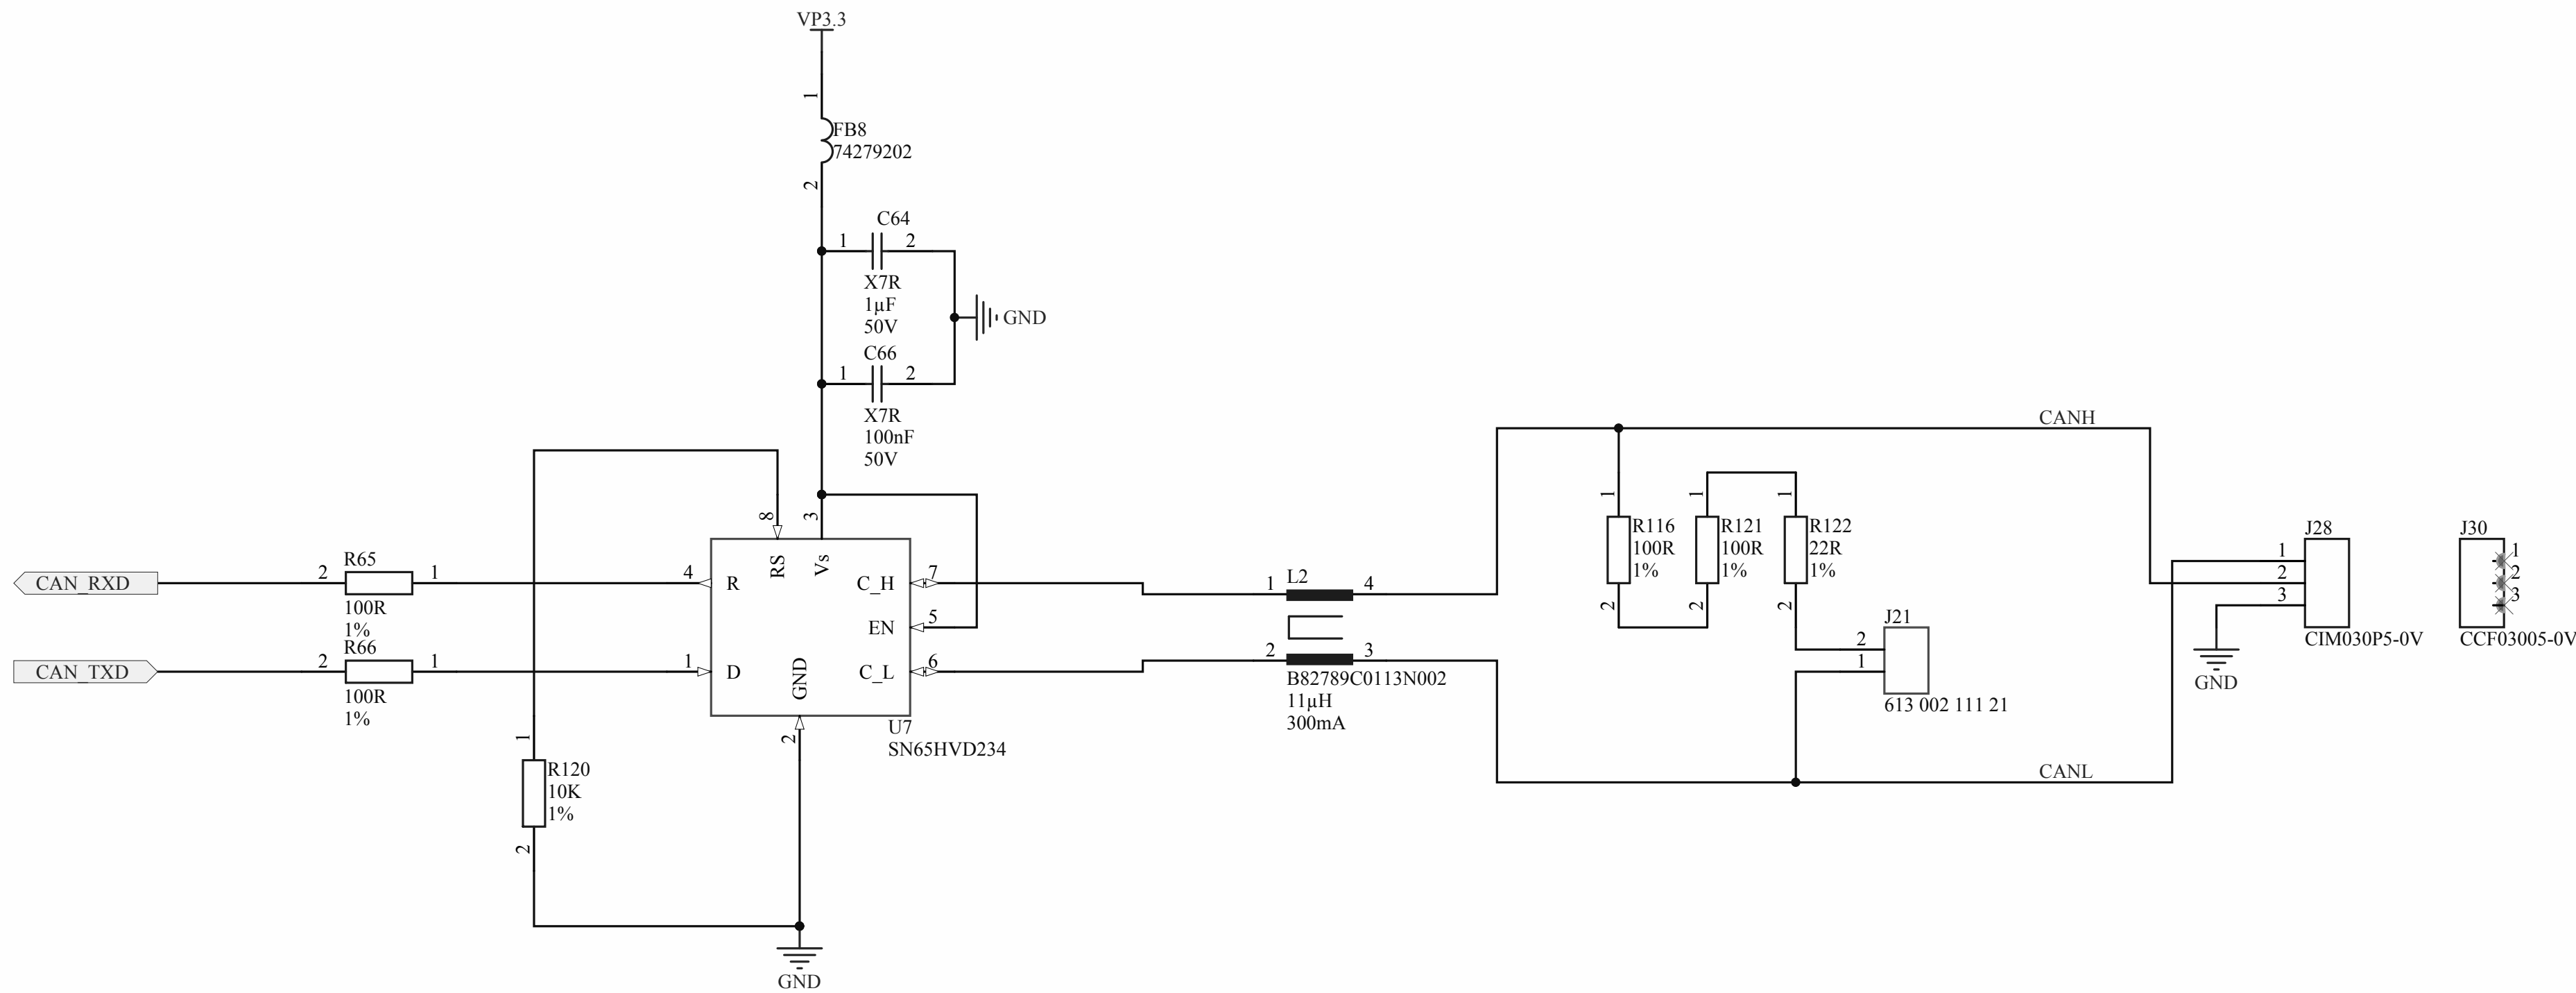 VP3.3
1
FB8
74279202
2
C64
1 2
X7R
1µF
50V
GND
C66
1 2
X7R
100nF
50V
CANH
8
3
RS
Vs
R65
CAN_RXD 2 1 4 R
100R
1%
C_H 7
EN 5
R66
CAN_TXD 2 1 1 D
100R
1%
C_L 6
GND
2
U7
SN65HVD234
1
R120
10K
1%
2
GND
L2
1 4
2 3
B82789C0113N002
11µH
300mA
1
R116
100R
1%
2
1
R121
100R
1%
2
1
R122
22R
1%
2
J21
2
1
613 002 111 21
CANL
J28
1
2
3
CIM030P5-0V
GND
J30
1
2
3
CCF03005-0V